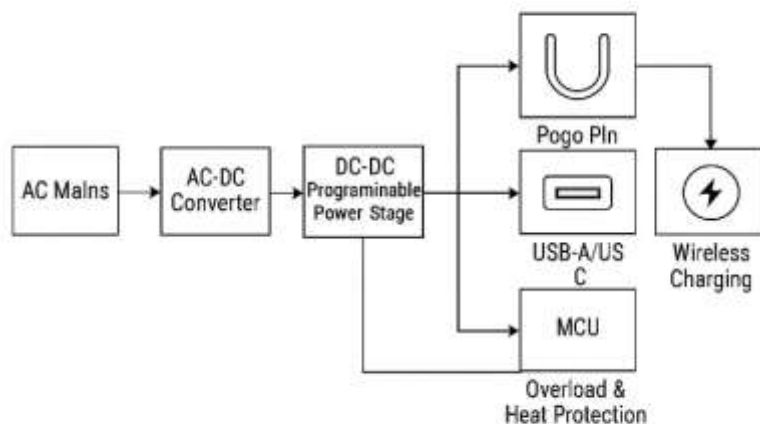 AC Mains
AC-DC
Converter
DC-DC
Programinable
Power Stage
Pogo PIn
USB-A/US
C
MCU
Overload &
Heat Protection
Wireless
Charging